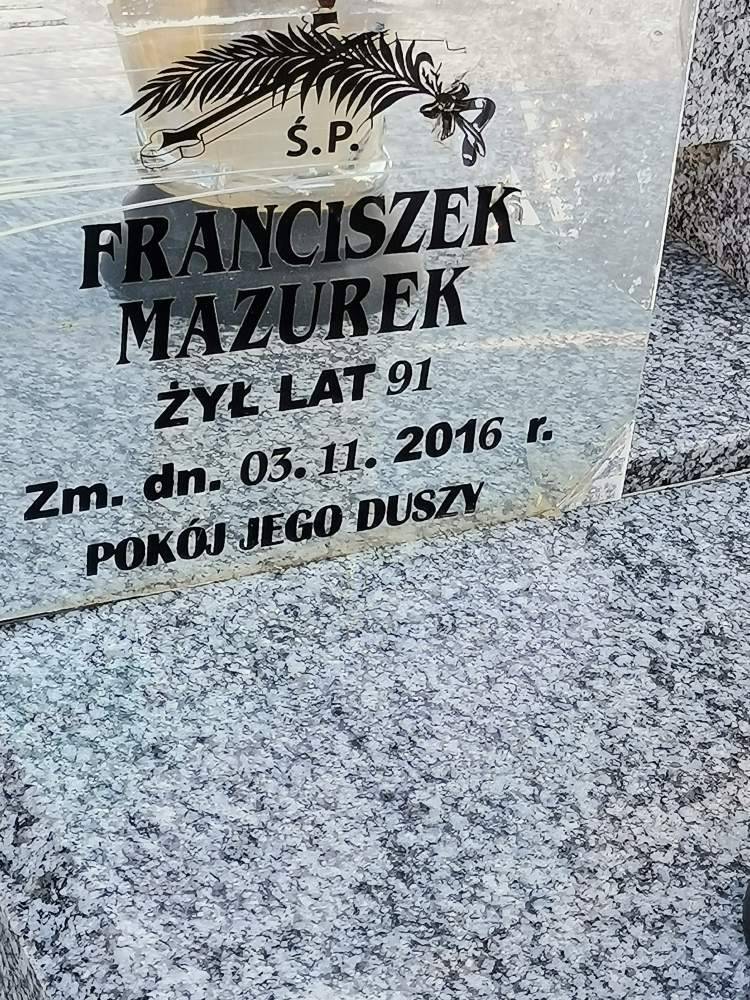 Ś.P.
FRANCISZEK
MAZUREK
ŻYŁ LAT 91
Zm. dn. 03.11.2016 r.
POKÓJ JEGO DUSZY